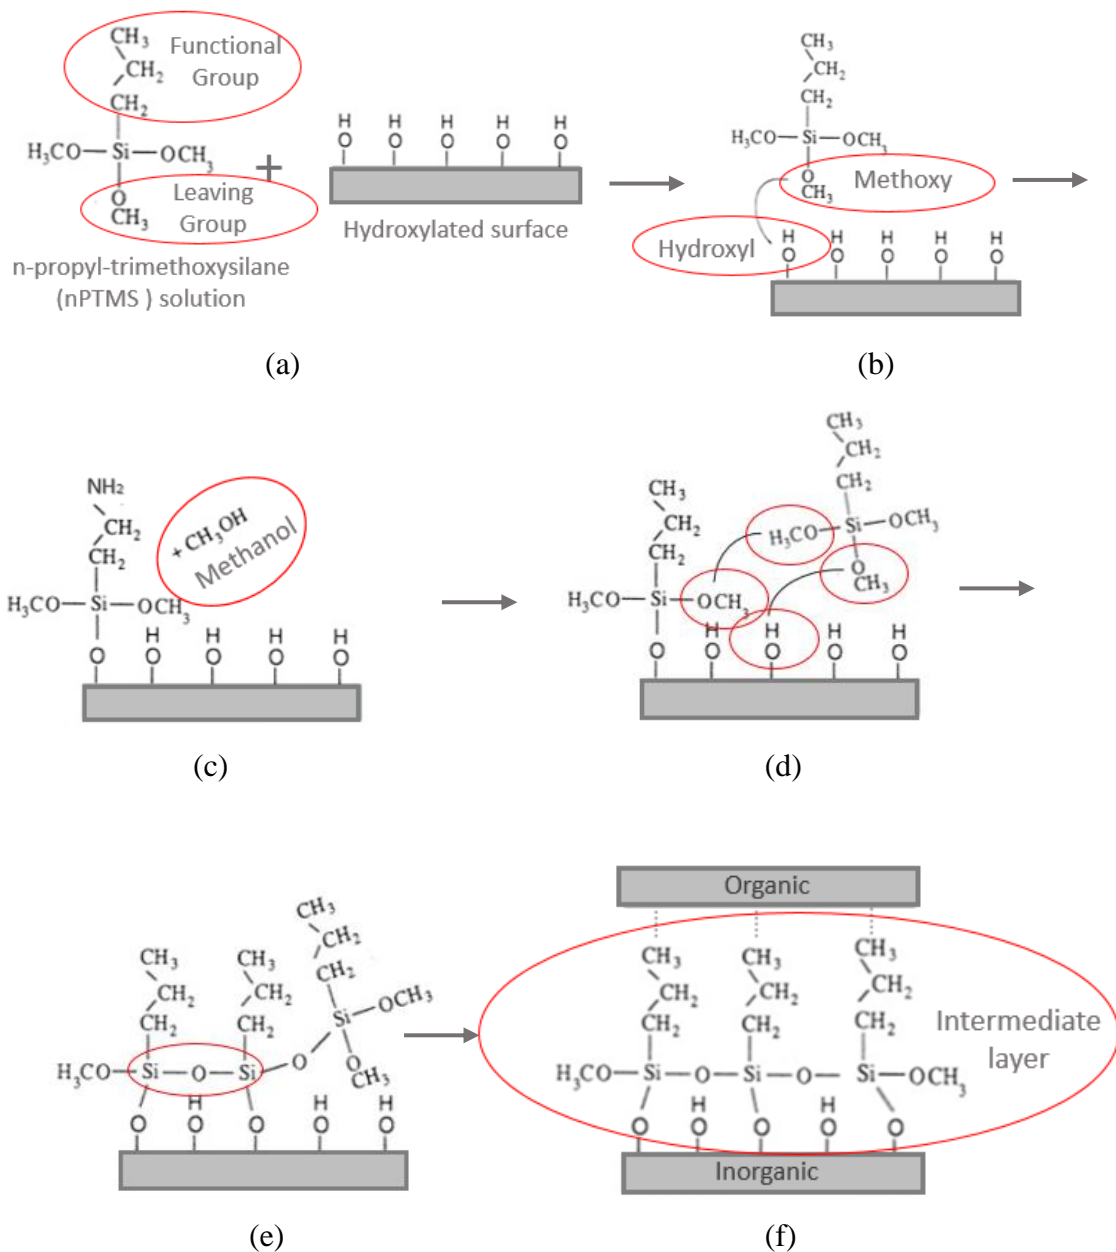 CH₃
Functional
CH₂
Group
CH₂
H₃CO—Si—OCH₃
+
O
Leaving
CH₃
Group
n-propyl-trimethoxysilane
(nPTMS ) solution
H H H H H
O O O O O
Hydroxylated surface
(a)
CH₃
CH₂
CH₂
H₃CO—Si—OCH₃
O
Methoxy
CH₃
Hydroxyl
H H H H H
O O O O O
(b)
NH₂
CH₂
CH₂
+ CH₃OH
Methanol
H₃CO—Si—OCH₃
H H H H
O O O O O
(c)
CH₃
CH₂
CH₂
H₃CO—Si—OCH₃
O
CH₃
CH₃
CH₂
CH₂
H₃CO—Si—OCH₃
H H H H
O O O O O
(d)
CH₃
CH₂
CH₂
Si—OCH₃
O
OCH₃
CH₃ CH₃
CH₂ CH₂
CH₂ CH₂
H₃CO—Si—O—Si—O
H H H
O O O O O
(e)
Organic
CH₃ CH₃ CH₃
CH₂ CH₂ CH₂
CH₂ CH₂ CH₂
Intermediate
layer
H₃CO—Si—O—Si—O—Si—OCH₃
H H
O O O O O
Inorganic
(f)